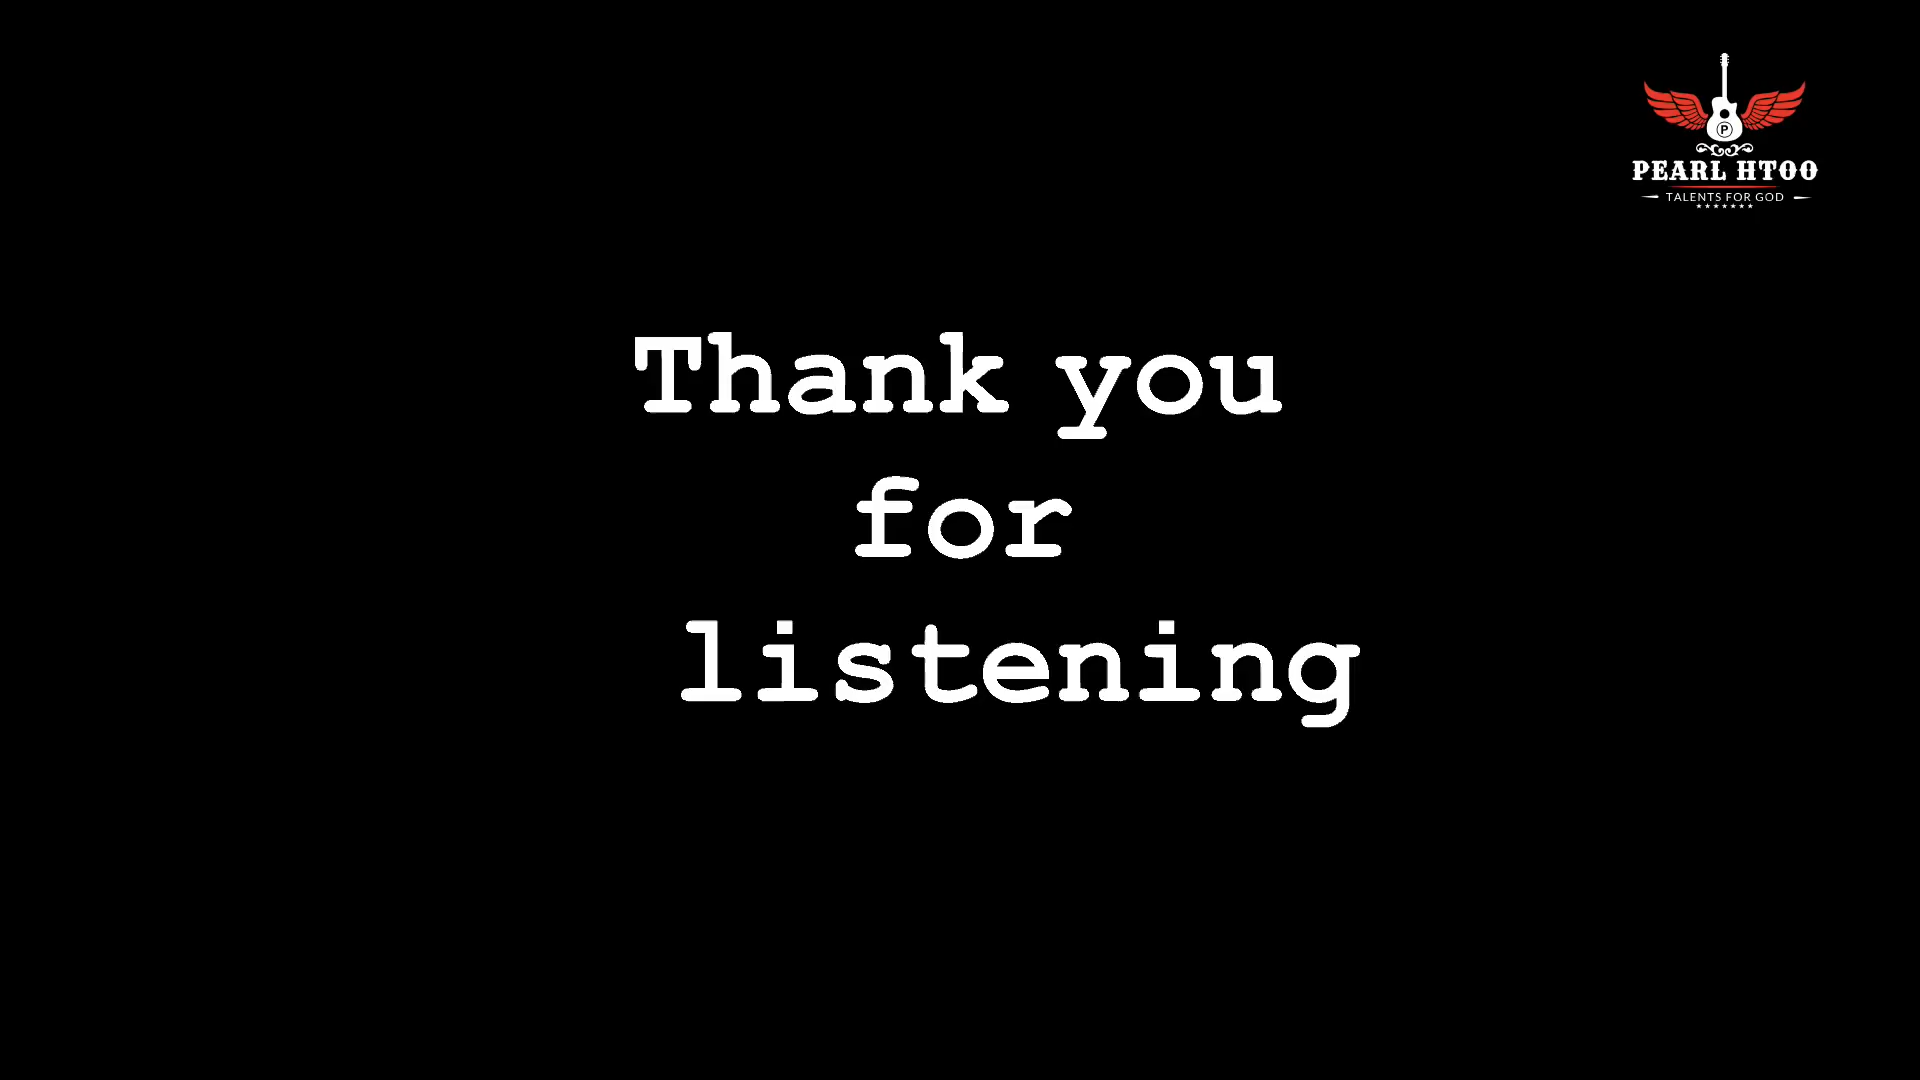 P
PEARL HTOO
TALENTS FOR GOD
Thank you
for
listening